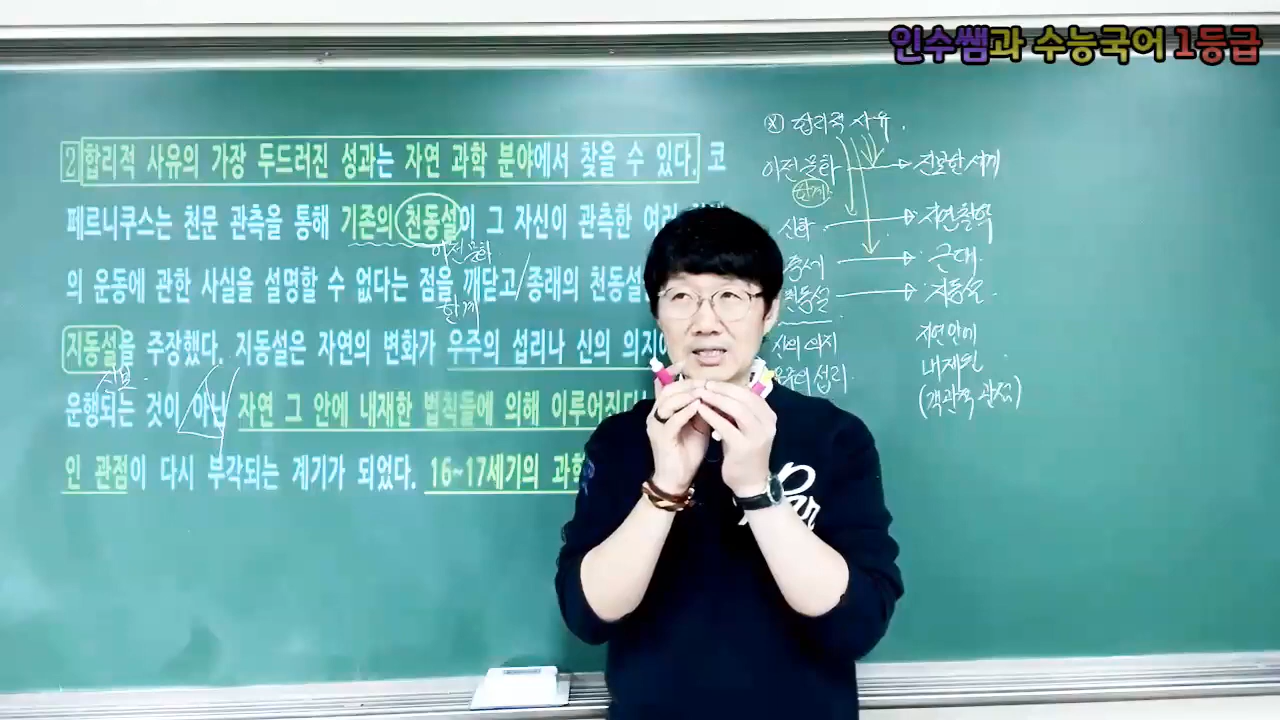 인수쌤과 수능국어 1등급
2 합리적 사유의 가장 두드러진 성과는 자연 과학 분야에서 찾을 수 있다. 코
페르니쿠스는 천문 관측을 통해 기존의 천동설이 그 자신이 관측한 여러
이전 문화
의 운동에 관한 사실을 설명할 수 없다는 점을 깨닫고/종래의 천동설
한계
지동설을 주장했다. 지동설은 자연의 변화가 우주의 섭리나 신의 의지에
진보.
운행되는 것이 아닌 자연 그 안에 내재한 법칙들에 의해 이루어진다
인 관점이 다시 부각되는 계기가 되었다. 16~17세기의 과학
합리적 사유.
이전 문화 → 진보한 세계
한계
신학 → 자연철학
중세 → 근대.
천동설 → 지동설.
신의 의지
우주의 섭리.
자연 안에
내재된
(객관적 관점)